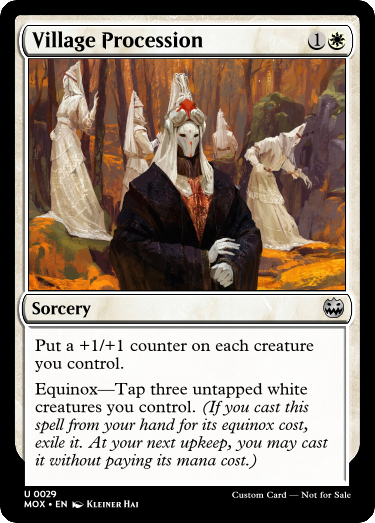 Village Procession
1
Sorcery
Put a +1/+1 counter on each creature
you control.
Equinox—Tap three untapped white
creatures you control. (If you cast this
spell from your hand for its equinox cost,
exile it. At your next upkeep, you may cast
it without paying its mana cost.)
U 0029
MOX • EN Kleiner Hai
Custom Card — Not for Sale